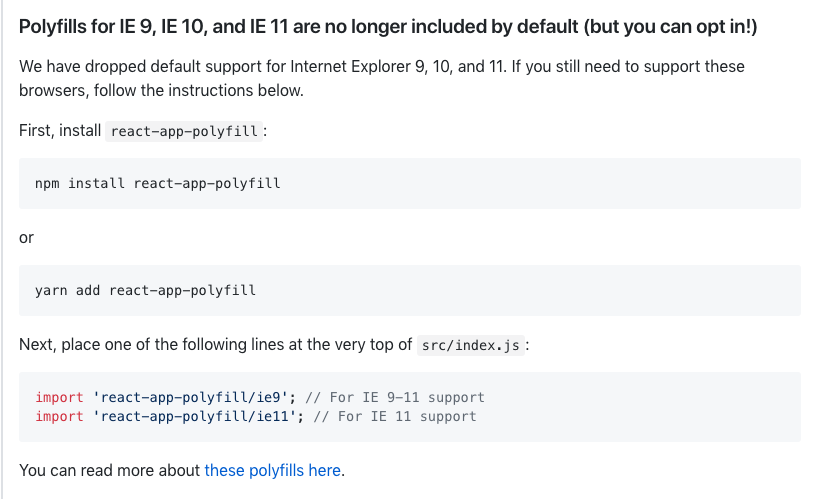 Polyfills for IE 9, IE 10, and IE 11 are no longer included by default (but you can opt in!)
We have dropped default support for Internet Explorer 9, 10, and 11. If you still need to support these
browsers, follow the instructions below.
First, install react-app-polyfill:
npm install react-app-polyfill
or
yarn add react-app-polyfill
Next, place one of the following lines at the very top of src/index.js:
import 'react-app-polyfill/ie9'; // For IE 9-11 support
import 'react-app-polyfill/ie11'; // For IE 11 support
You can read more about these polyfills here.